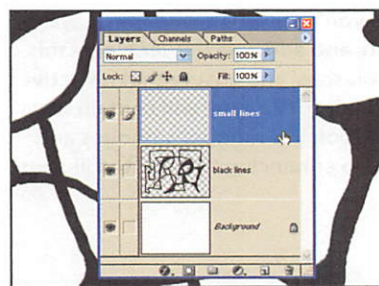 Layers Channels Paths
Normal Opacity: 100%
Lock: Fill: 100%
small lines
black lines
Background